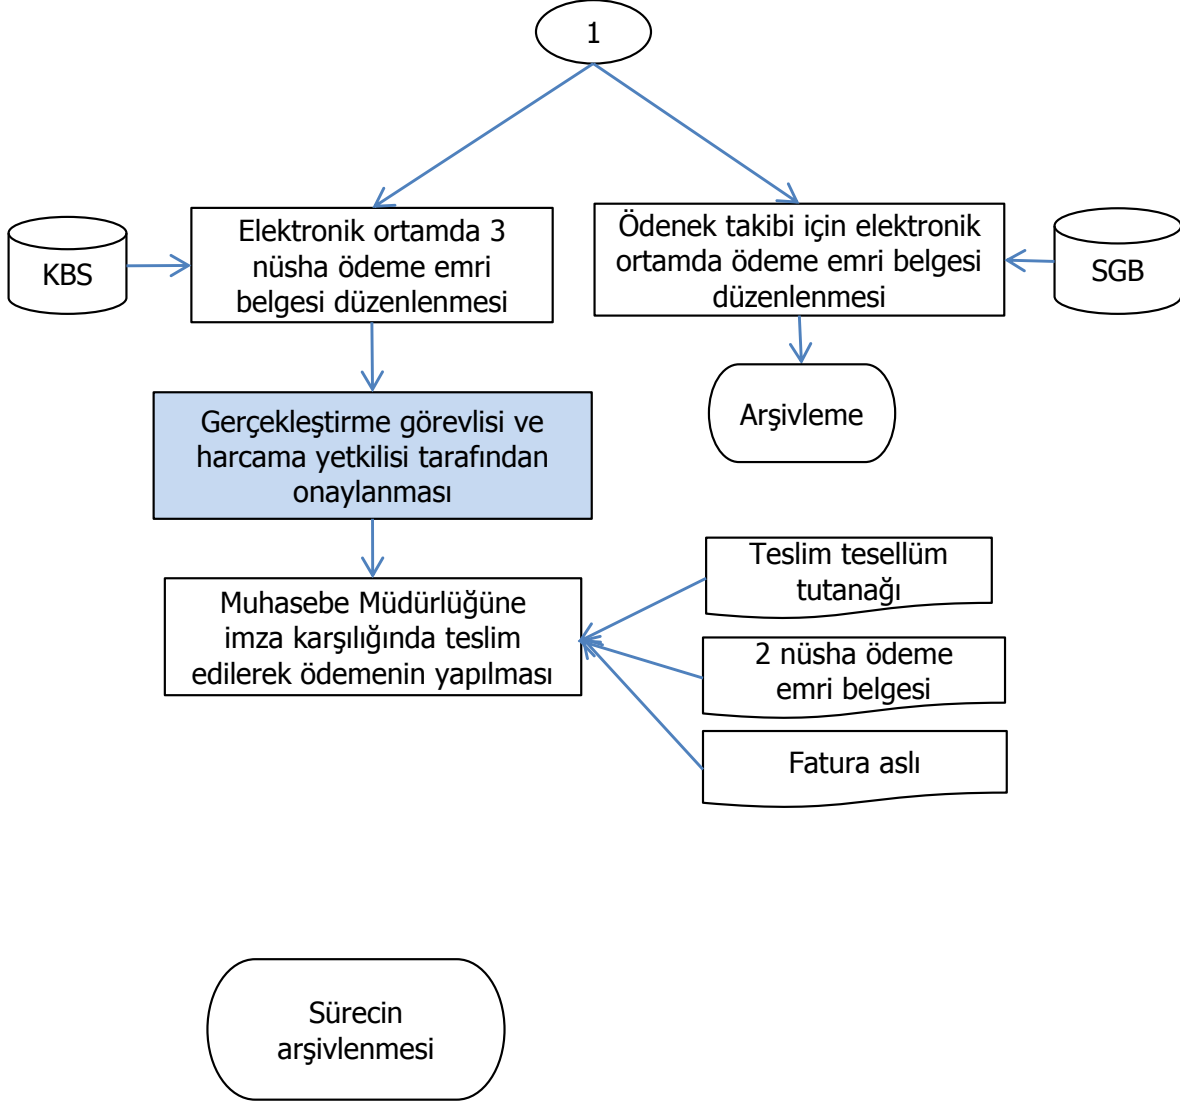 1
Elektronik ortamda 3
nüsha ödeme emri
belgesi düzenlenmesi
KBS
Ödenek takibi için elektronik
ortamda ödeme emri belgesi
düzenlenmesi
SGB
Gerçekleştirme görevlisi ve
harcama yetkilisi tarafından
onaylanması
Arşivleme
Muhasebe Müdürlüğüne
imza karşılığında teslim
edilerek ödemenin yapılması
Teslim tesellüm
tutanağı
2 nüsha ödeme
emri belgesi
Fatura aslı
Sürecin
arşivlenmesi